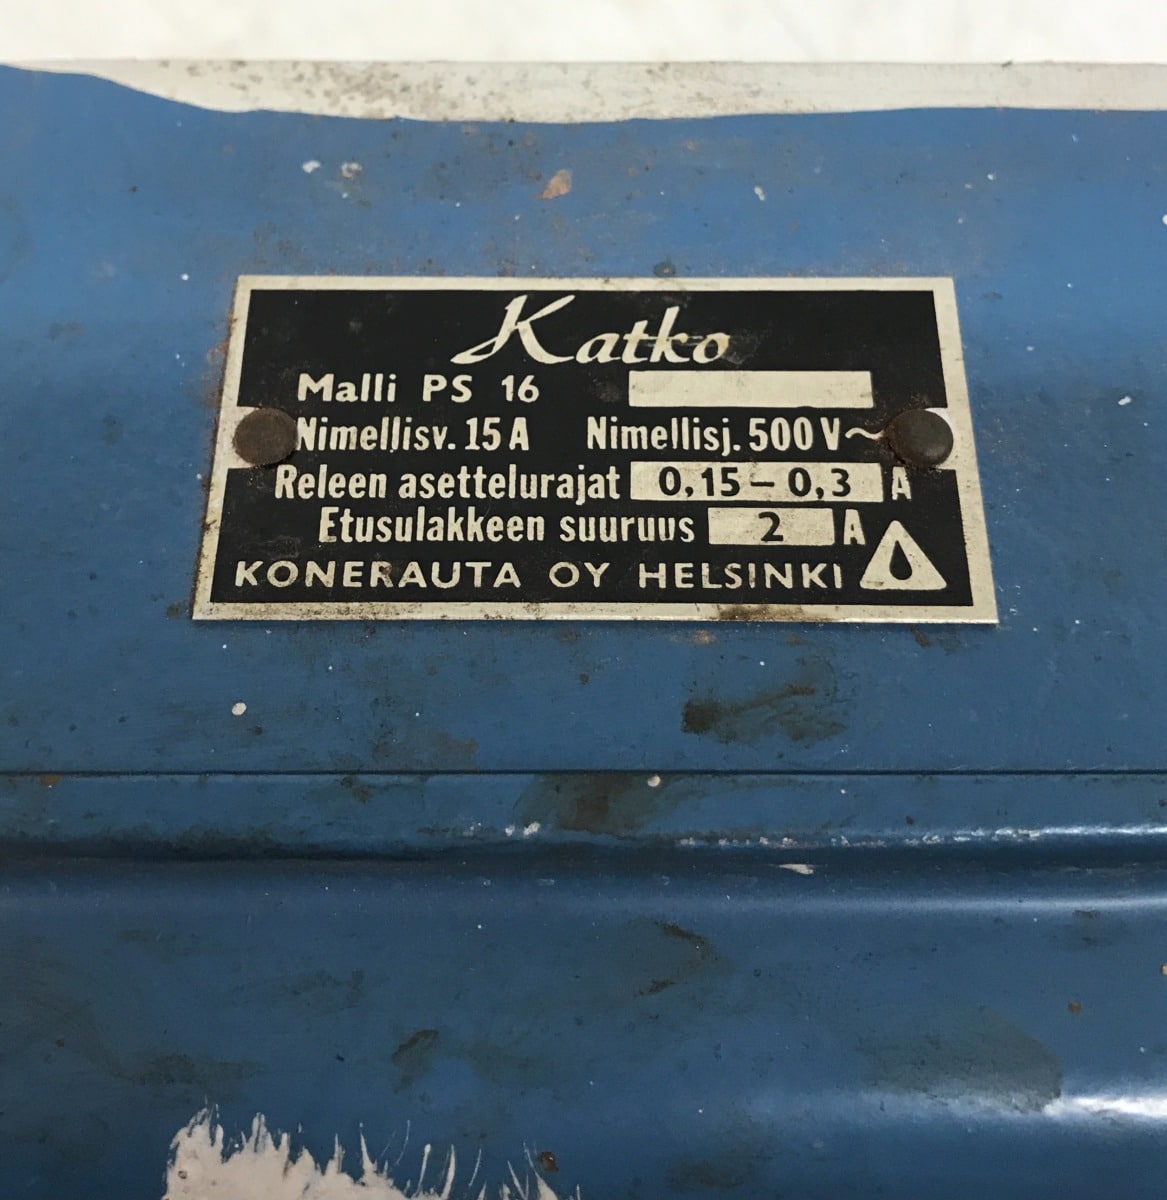 Katko
Malli PS 16
Nimellisv. 15 A Nimellisj. 500 V~
Releen asettelurajat 0,15 – 0,3 A
Etusulakkeen suuruus 2 A
KONERAUTA OY HELSINKI